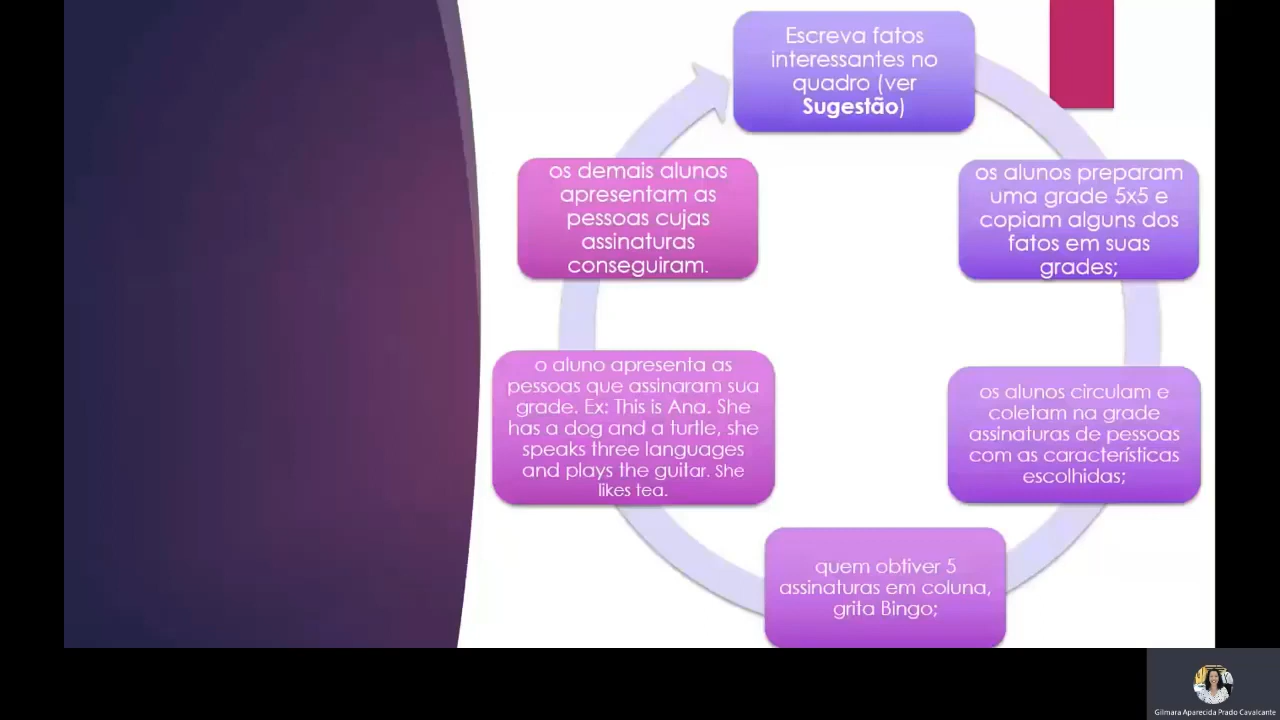 Escreva fatos
interessantes no
quadro (ver
Sugestão)
os alunos preparam
uma grade 5x5 e
copiam alguns dos
fatos em suas
grades;
os alunos circulam e
coletam na grade
assinaturas de pessoas
com as características
escolhidas;
quem obtiver 5
assinaturas em coluna,
grita Bingo;
o aluno apresenta as
pessoas que assinaram sua
grade. Ex: This is Ana. She
has a dog and a turtle, she
speaks three languages
and plays the guitar. She
likes tea.
os demais alunos
apresentam as
pessoas cujas
assinaturas
conseguiram.
Gilmara Aparecida Prado Cavalcante